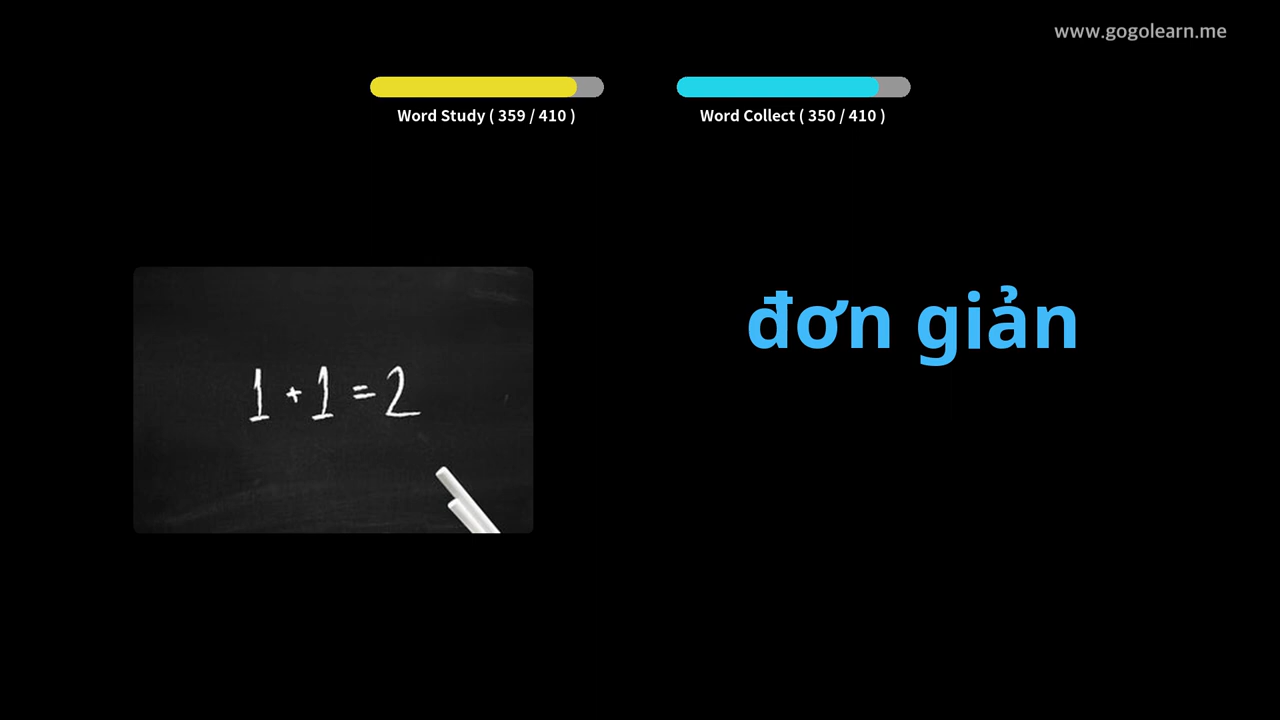 www.gogolearn.me
Word Study ( 359 / 410 )
Word Collect ( 350 / 410 )
đơn giản
1 + 1 = 2